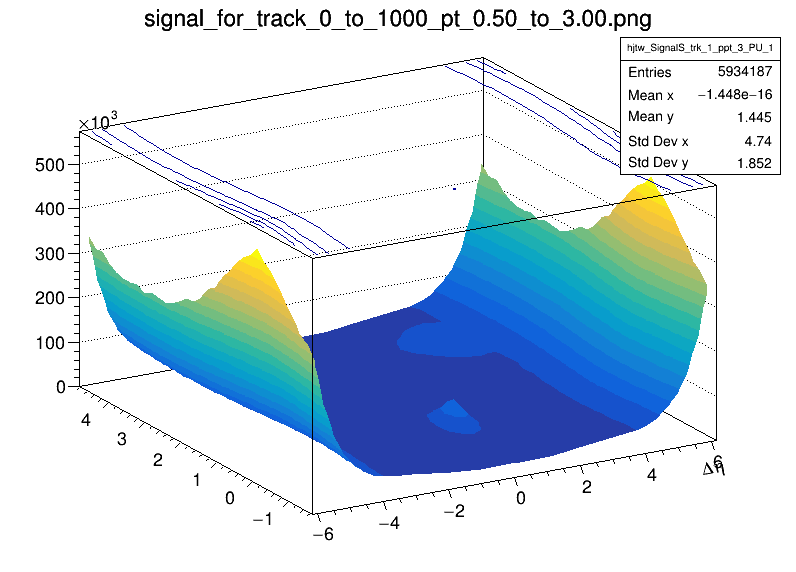 signal_for_track_0_to_1000_pt_0.50_to_3.00.png
hjtw_SignalS_trk_1_ppt_3_PU_1
Entries 5934187
Mean x −1.448e−16
Mean y 1.445
Std Dev x 4.74
Std Dev y 1.852
×10³
500
400
300
200
100
0
4
3
2
1
0
−1
−6
−4
−2
0
2
4
6
Δη